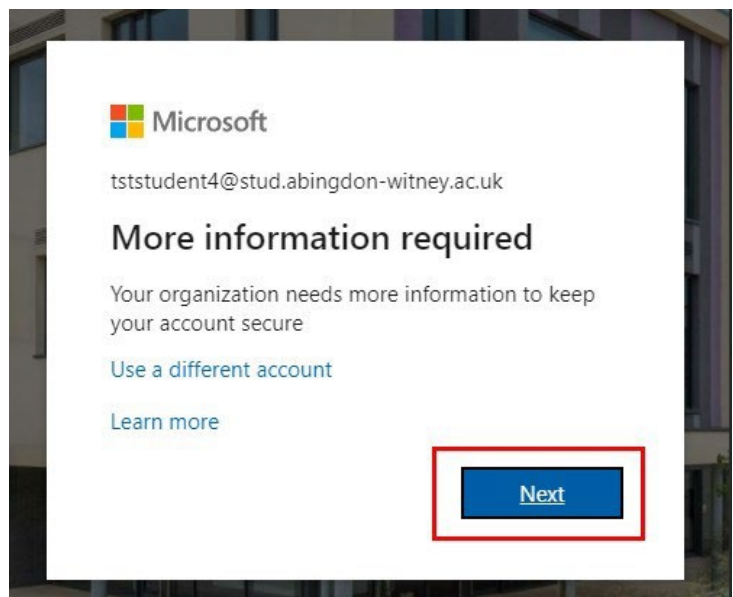 Microsoft
tststudent4@stud.abingdon-witney.ac.uk
More information required
Your organization needs more information to keep
your account secure
Use a different account
Learn more
Next